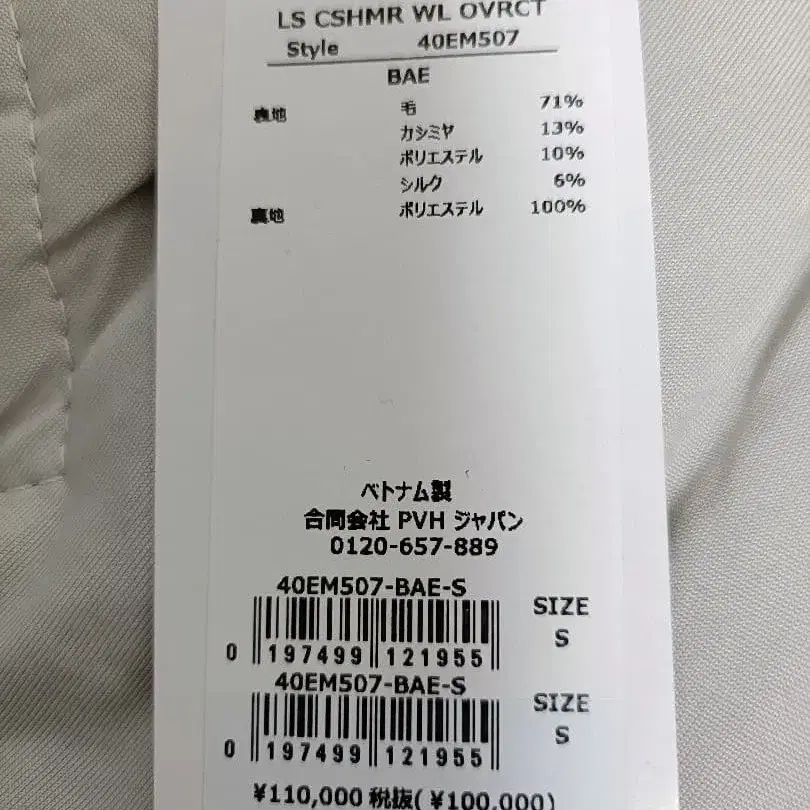 LS CSHMR WL OVRCT
Style 40EM507
BAE
表地 毛 71%
カシミヤ 13%
ポリエステル 10%
シルク 6%
裏地 ポリエステル 100%
ベトナム製
合同会社 PVH ジャパン
0120-657-889
40EM507-BAE-S
SIZE
S
0 197499 121955
40EM507-BAE-S
SIZE
S
0 197499 121955
¥110,000 税抜( ¥100,000)